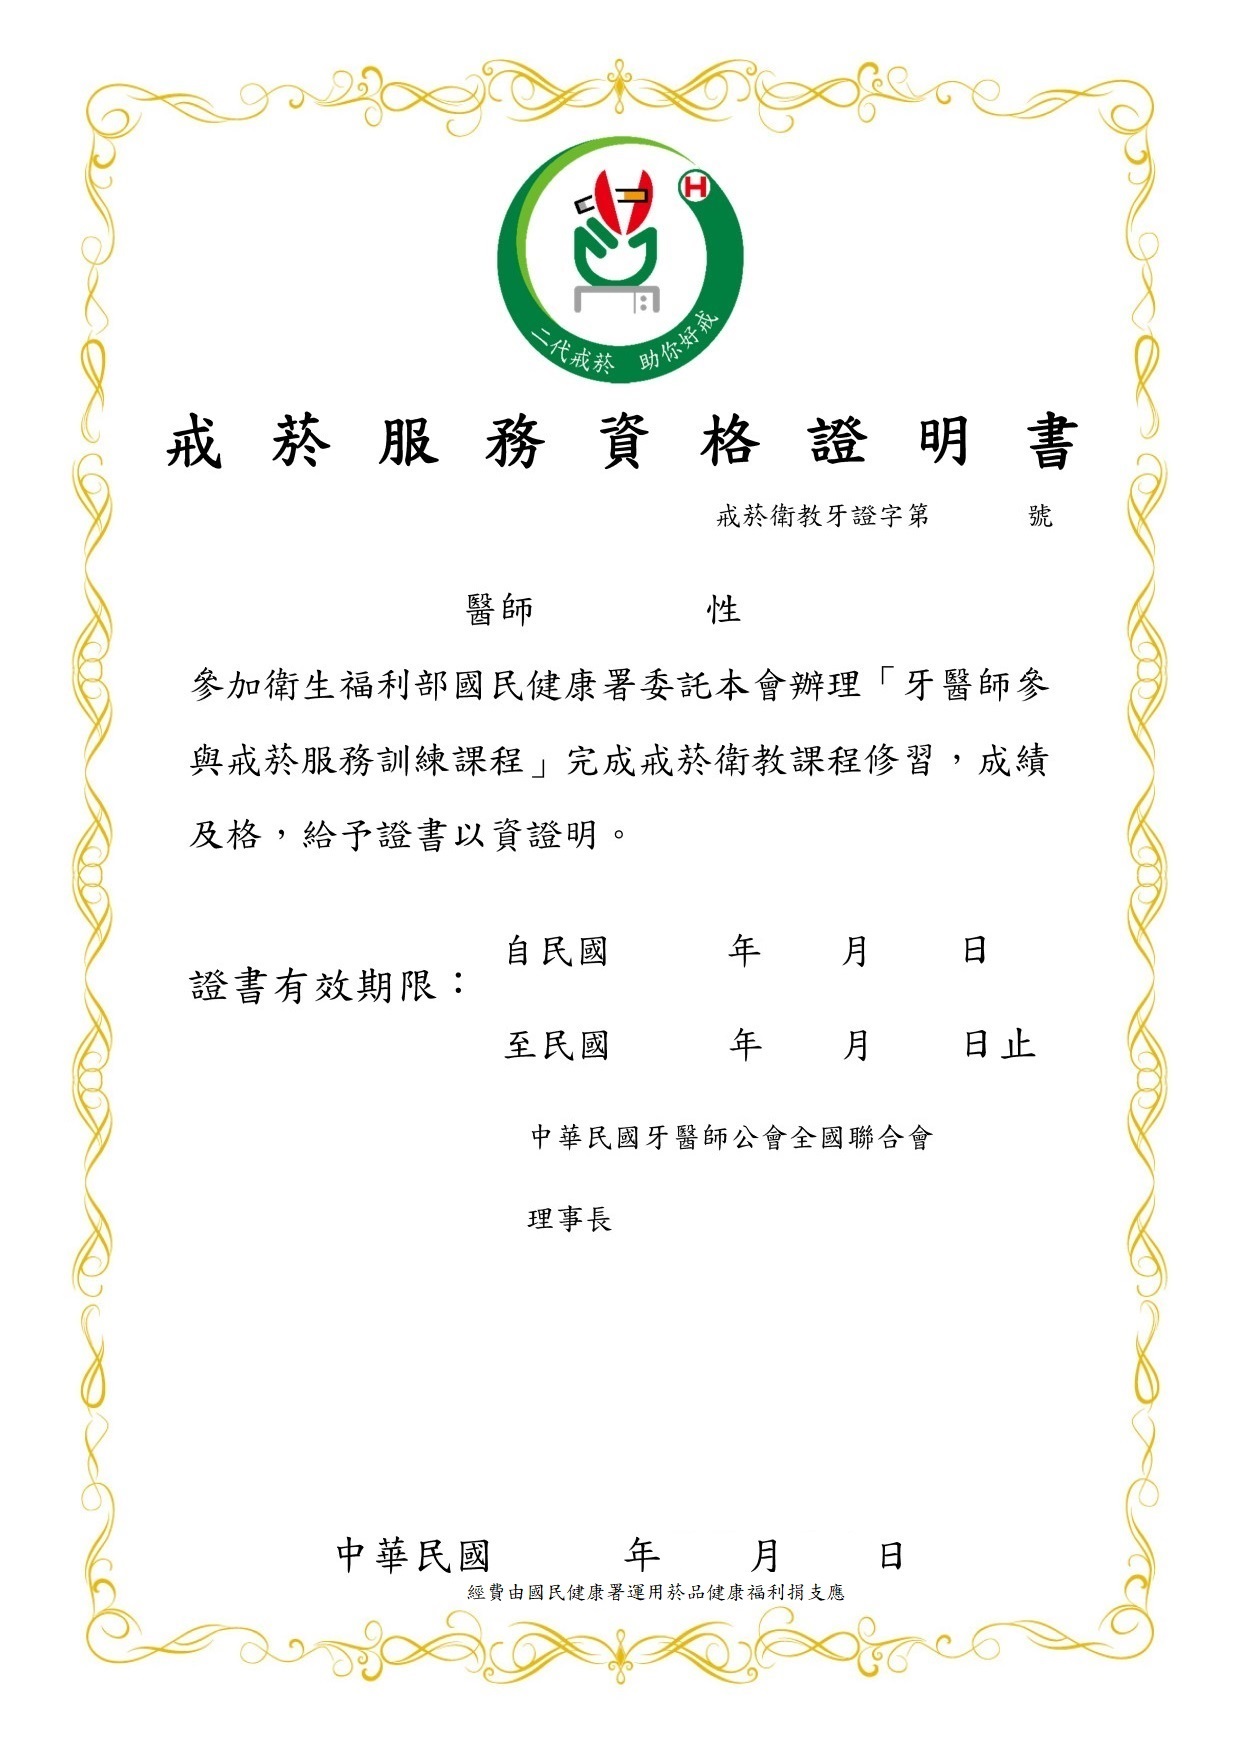 H
二代戒菸 助你好戒
戒菸服務資格證明書
戒菸衛教牙證字第 號
醫師 性
參加衛生福利部國民健康署委託本會辦理「牙醫師參
與戒菸服務訓練課程」完成戒菸衛教課程修習，成績
及格，給予證書以資證明。
證書有效期限：
自民國 年 月 日
至民國 年 月 日止
中華民國牙醫師公會全國聯合會
理事長
中華民國 年 月 日
經費由國民健康署運用菸品健康福利捐支應